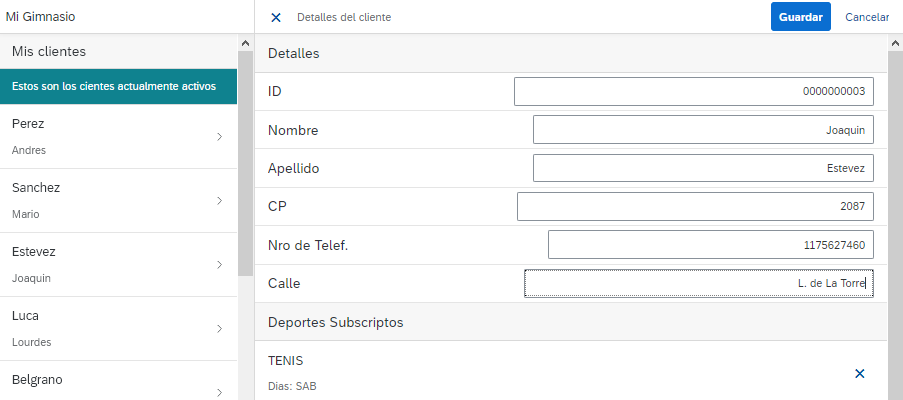 Mi Gimnasio
Mis clientes
Estos son los cientes actualmente activos
Perez
Andres
Sanchez
Mario
Estevez
Joaquin
Luca
Lourdes
Belgrano
Detalles del cliente
Guardar
Cancelar
Detalles
ID 0000000003
Nombre Joaquin
Apellido Estevez
CP 2087
Nro de Telef. 1175627460
Calle L. de La Torre
Deportes Subscriptos
TENIS
Dias: SAB